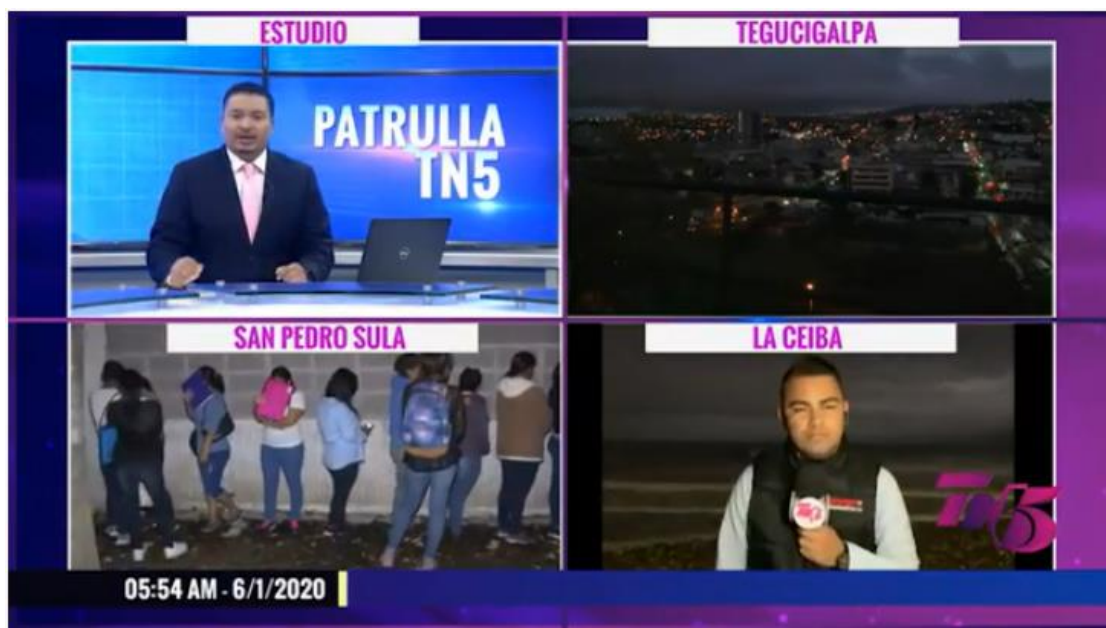 ESTUDIO
TEGUCIGALPA
PATRULLA
TN5
SAN PEDRO SULA
LA CEIBA
TN5
05:54 AM - 6/1/2020